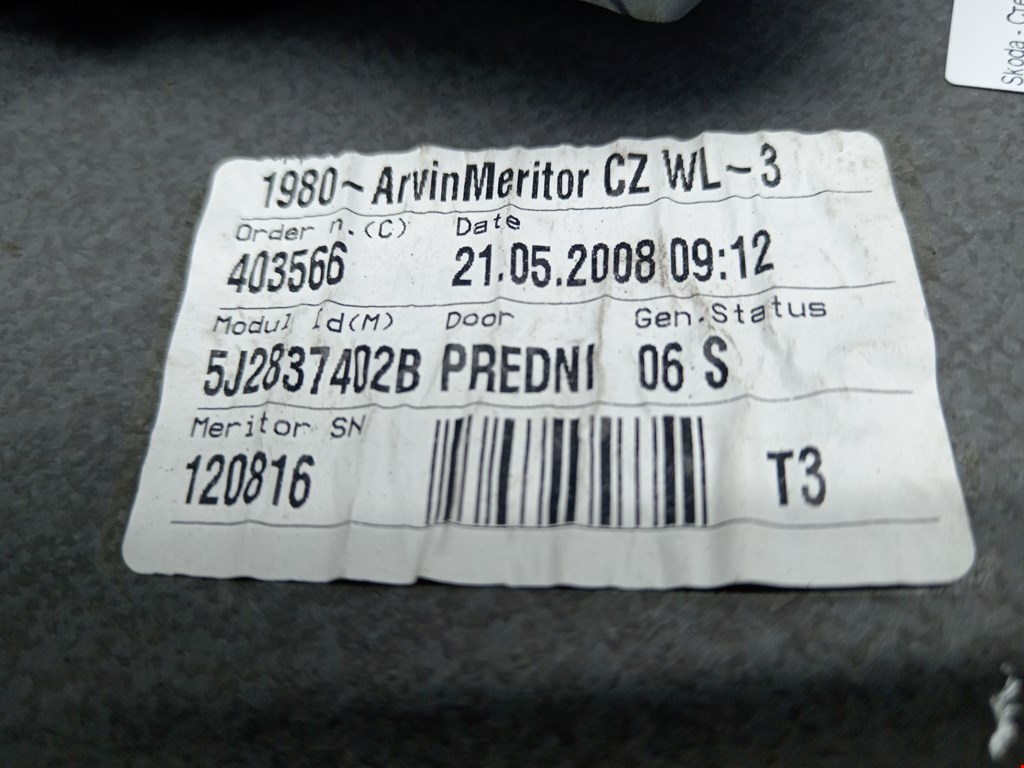 1980~ ArvinMeritor CZ WL-3
Order n.(C) Date
403566 21.05.2008 09:12
Modul Id(M) Door Gen.Status
5J2837402B PREDNI 06 S
Meritor SN
120816 T3
Skoda -